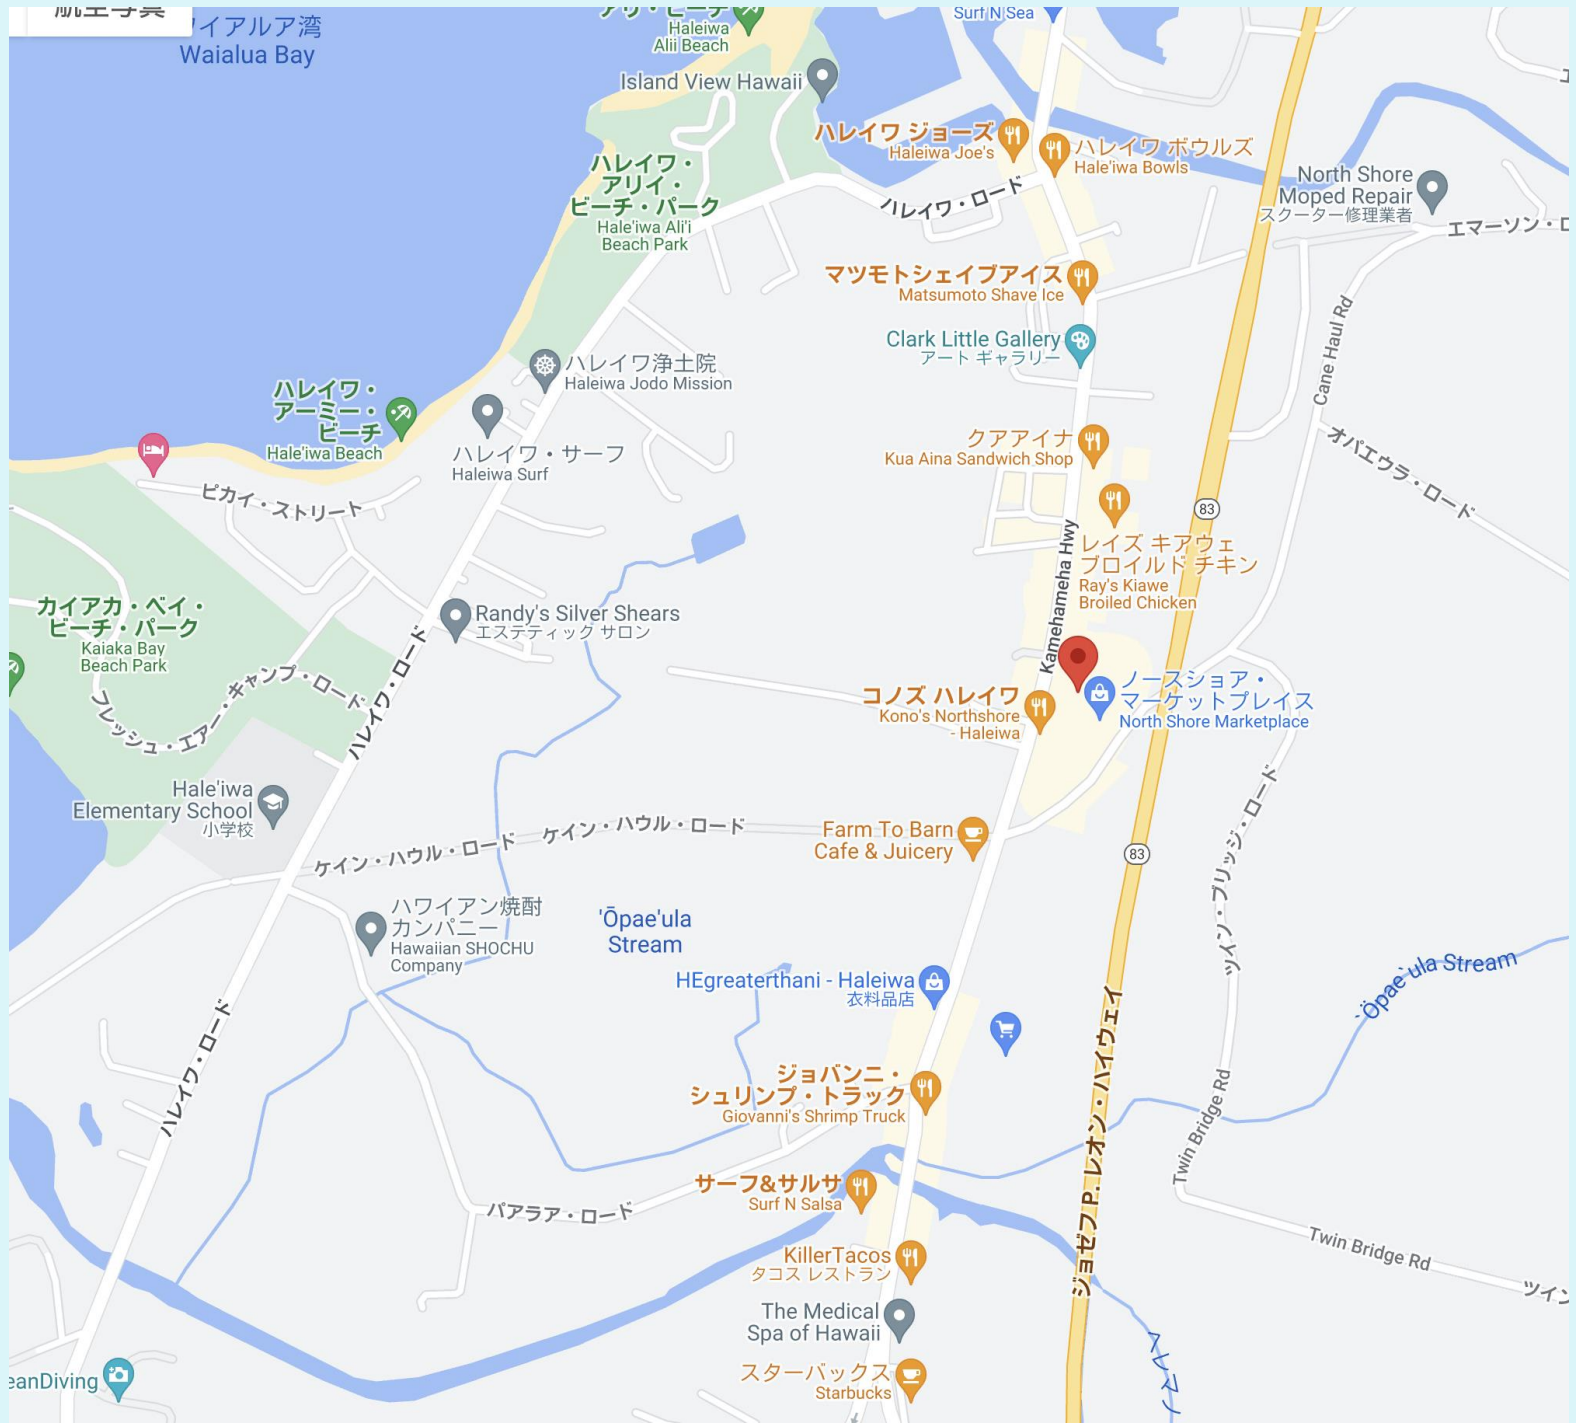 航空写真
イアルア湾
Waialua Bay
アリ・ビーチ
Haleiwa
Alii Beach
Surf N Sea
Island View Hawaii
ハレイワ ジョーズ
Haleiwa Joe's
ハレイワ ボウルズ
Hale'iwa Bowls
ハレイワ・
アリイ・
ビーチ・パーク
Hale'iwa Ali'i
Beach Park
ハレイワ・ロード
North Shore
Moped Repair
スクーター修理業者
エマーソン・ロ
マツモトシェイブアイス
Matsumoto Shave Ice
Clark Little Gallery
アート ギャラリー
Cane Haul Rd
ハレイワ浄土院
Haleiwa Jodo Mission
ハレイワ・
アーミー・
ビーチ
Hale'iwa Beach
ハレイワ・サーフ
Haleiwa Surf
クアアイナ
Kua Aina Sandwich Shop
オパエウラ・ロード
ピカイ・ストリート
83
Kamehameha Hwy
レイズ キアウェ
ブロイルド チキン
Ray's Kiawe
Broiled Chicken
カイアカ・ベイ・
ビーチ・パーク
Kaiaka Bay
Beach Park
Randy's Silver Shears
エステティック サロン
フレッシュ・エアー・キャンプ・ロード
ハレイワ・ロード
コノズ ハレイワ
Kono's Northshore
- Haleiwa
ノースショア・
マーケットプレイス
North Shore Marketplace
Hale'iwa
Elementary School
小学校
ケイン・ハウル・ロード
ケイン・ハウル・ロード
Farm To Barn
Cafe & Juicery
83
ツイン・ブリッジ・ロード
ハワイアン焼酎
カンパニー
Hawaiian SHOCHU
Company
'Ōpae'ula
Stream
HEgreaterthani - Haleiwa
衣料品店
`Ōpae`ula Stream
ハレイワ・ロード
ジョバンニ・
シュリンプ・トラック
Giovanni's Shrimp Truck
ジョゼフ P. レオン・ハイウェイ
Twin Bridge Rd
サーフ&サルサ
Surf N Salsa
パアラア・ロード
KillerTacos
タコス レストラン
Twin Bridge Rd
ツイン
The Medical
Spa of Hawaii
ヘレマノ
スターバックス
Starbucks
eanDiving